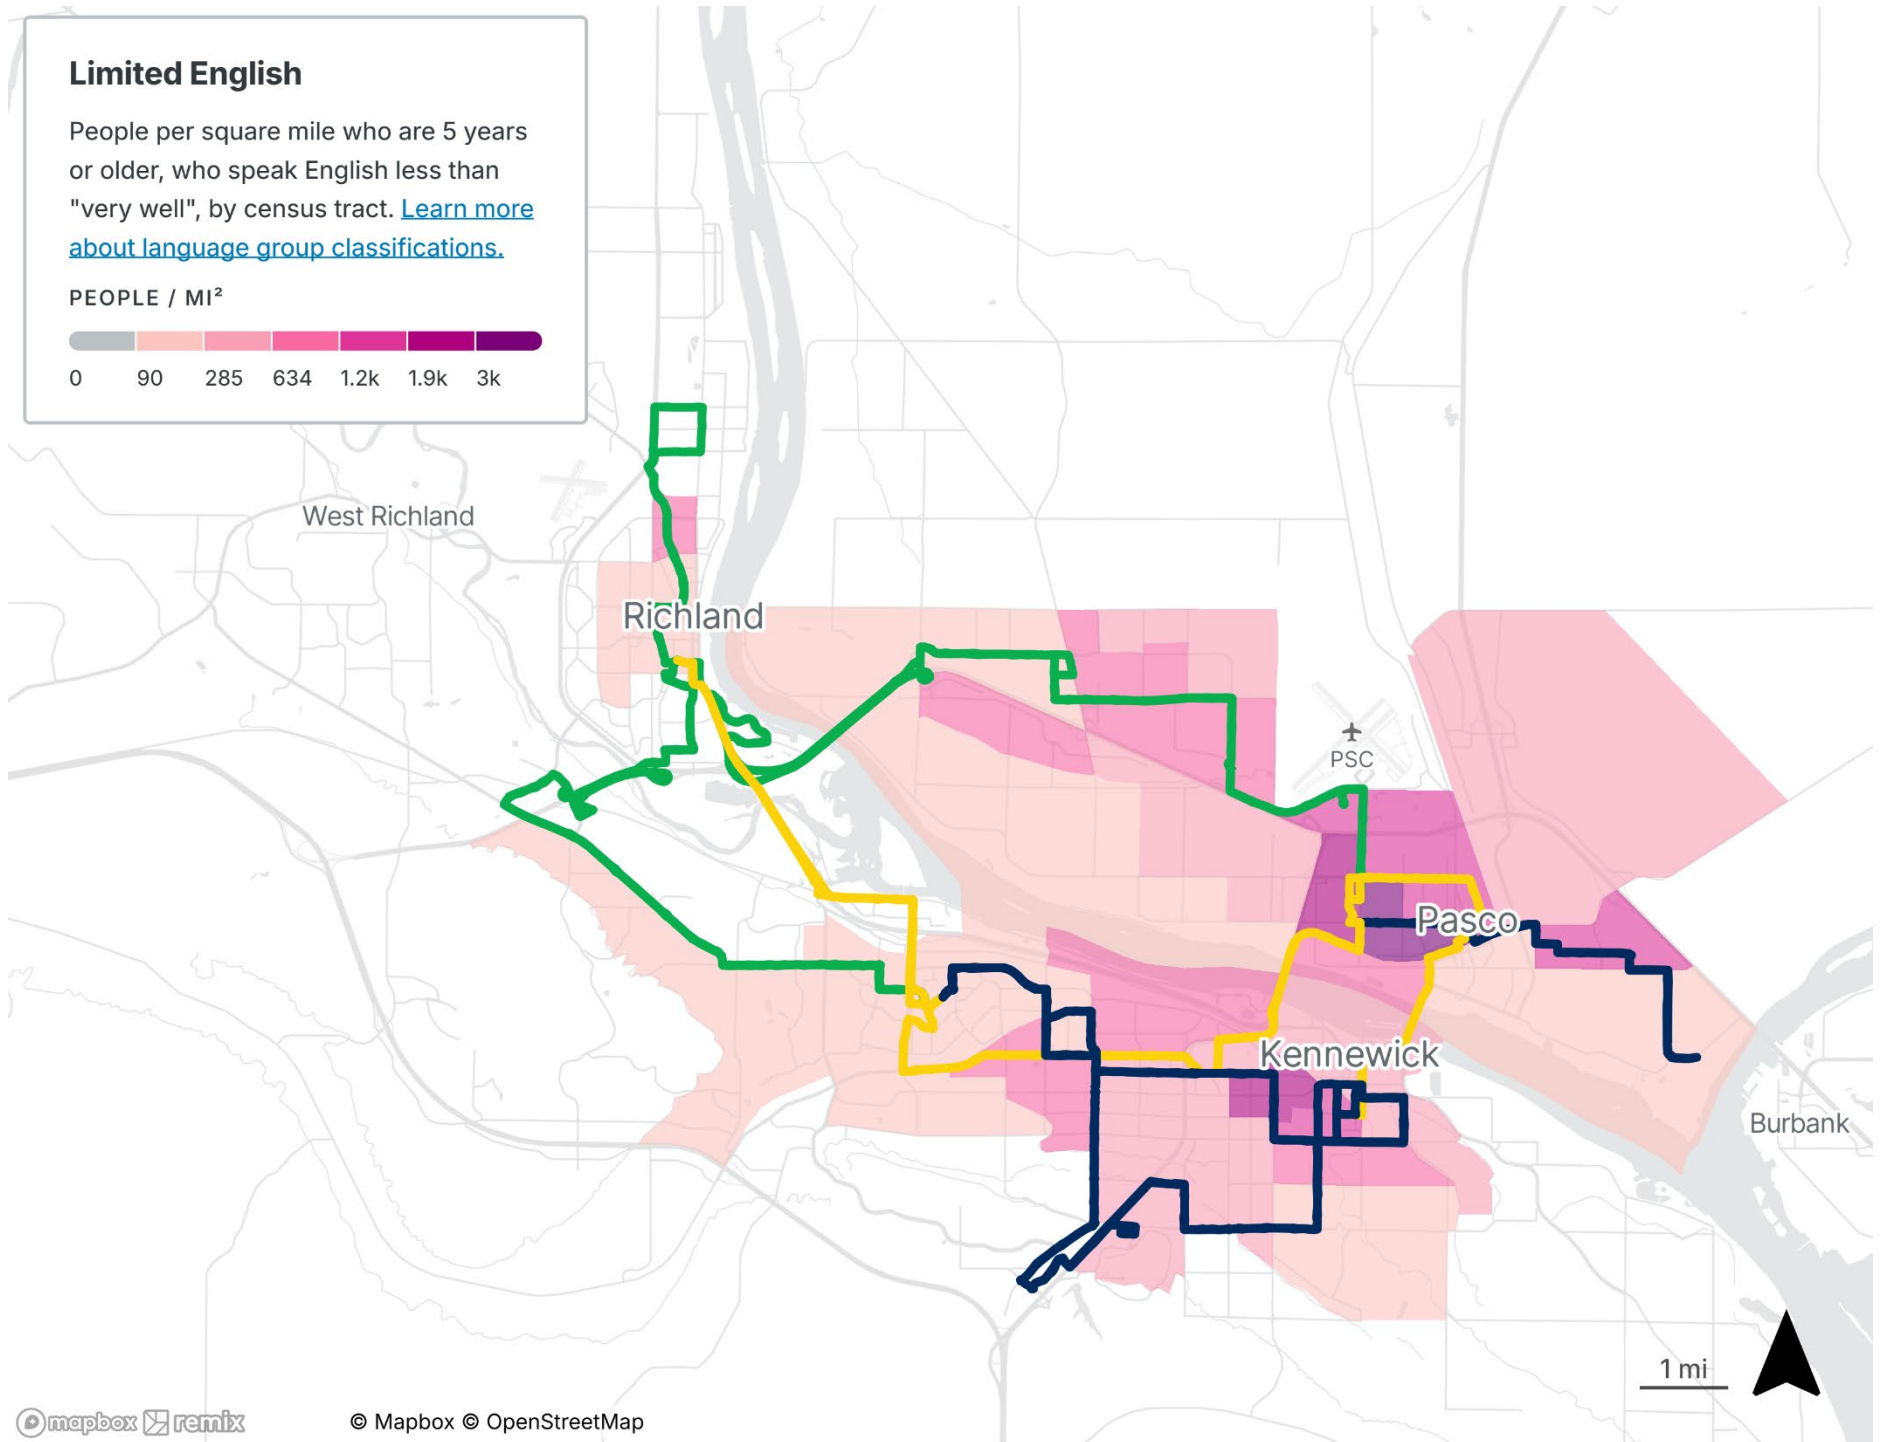 Limited English
People per square mile who are 5 years
or older, who speak English less than
"very well", by census tract. Learn more
about language group classifications.
PEOPLE / MI²
0 90 285 634 1.2k 1.9k 3k
West Richland
Richland
PSC
Pasco
Kennewick
Burbank
1 mi
mapbox remix
© Mapbox © OpenStreetMap